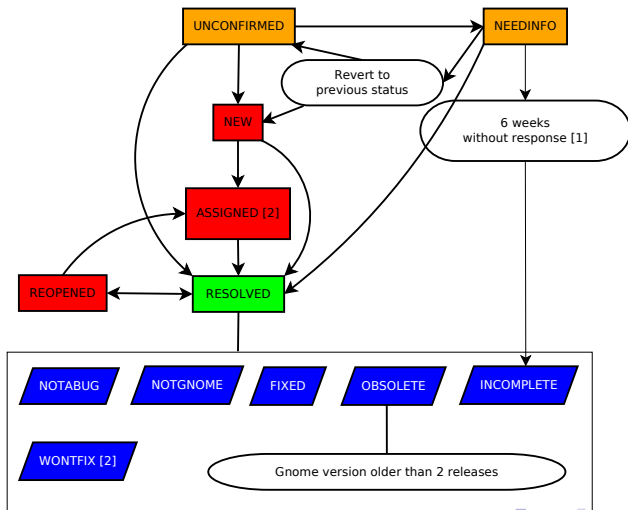 UNCONFIRMED
NEEDINFO
Revert to
previous status
NEW
6 weeks
without response [1]
ASSIGNED [2]
REOPENED
RESOLVED
NOTABUG
NOTGNOME
FIXED
OBSOLETE
INCOMPLETE
WONTFIX [2]
Gnome version older than 2 releases